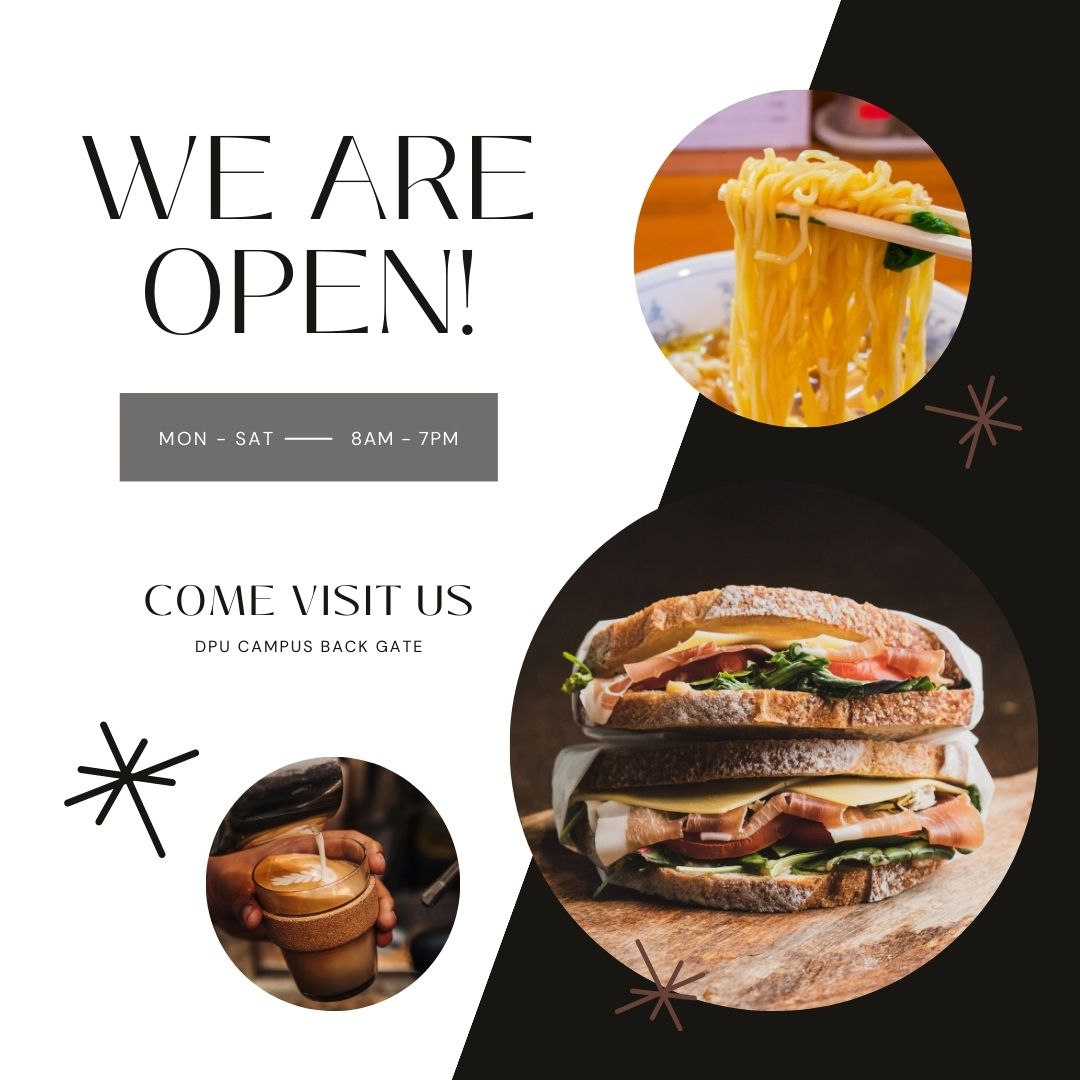 WE ARE
OPEN!
MON - SAT — 8AM - 7PM
COME VISIT US
DPU CAMPUS BACK GATE